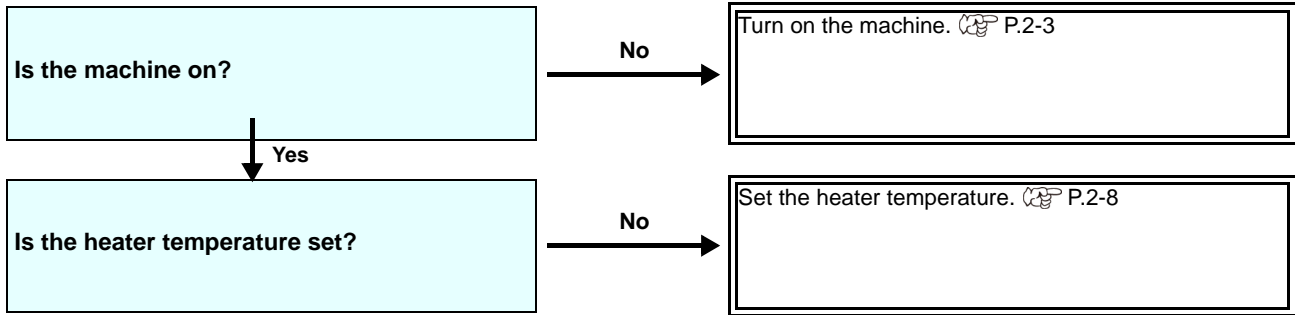 Is the machine on?
No
Turn on the machine. P.2-3
Yes
Is the heater temperature set?
No
Set the heater temperature. P.2-8